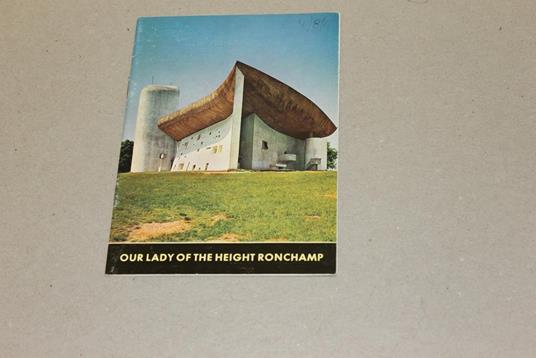 OUR LADY OF THE HEIGHT RONCHAMP